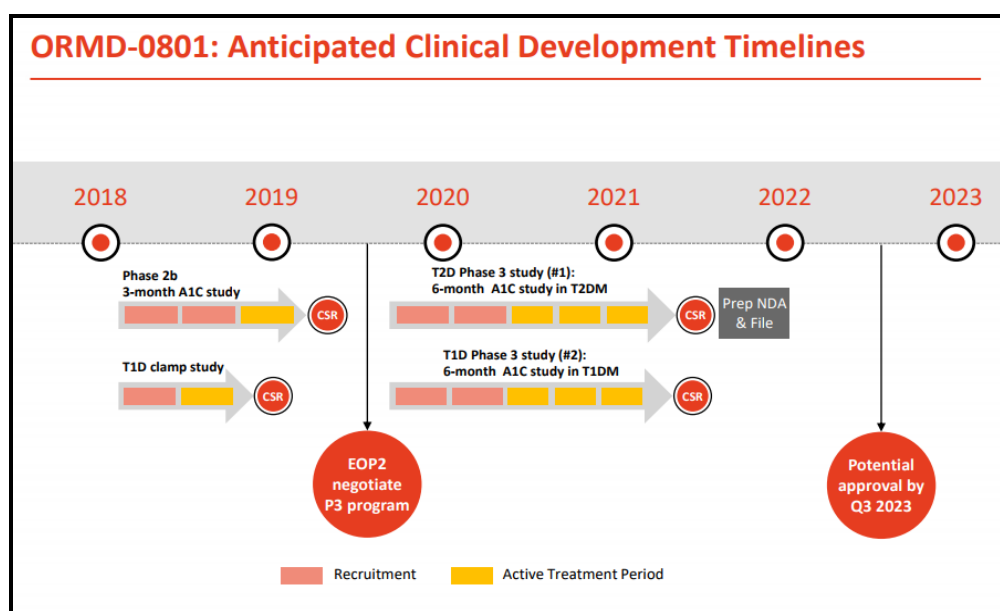 ORMD-0801: Anticipated Clinical Development Timelines
2018 2019 2020 2021 2022 2023
Phase 2b
3-month A1C study
CSR
T2D Phase 3 study (#1):
6-month A1C study in T2DM
CSR
Prep NDA
& File
T1D clamp study
CSR
T1D Phase 3 study (#2):
6-month A1C study in T1DM
CSR
EOP2
negotiate
P3 program
Potential
approval by
Q3 2023
Recruitment
Active Treatment Period